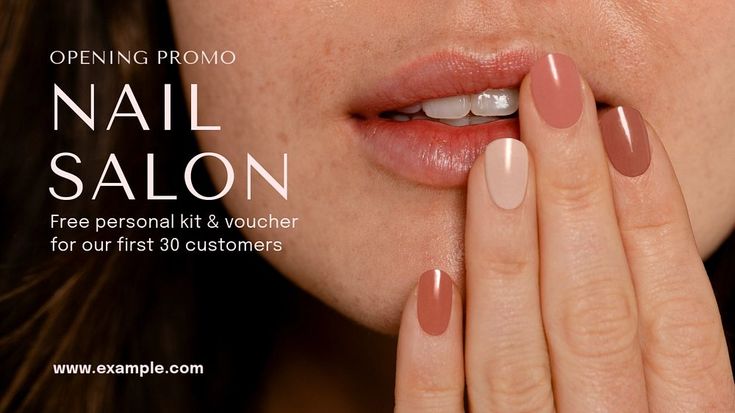 OPENING PROMO
NAIL
SALON
Free personal kit & voucher
for our first 30 customers
www.example.com